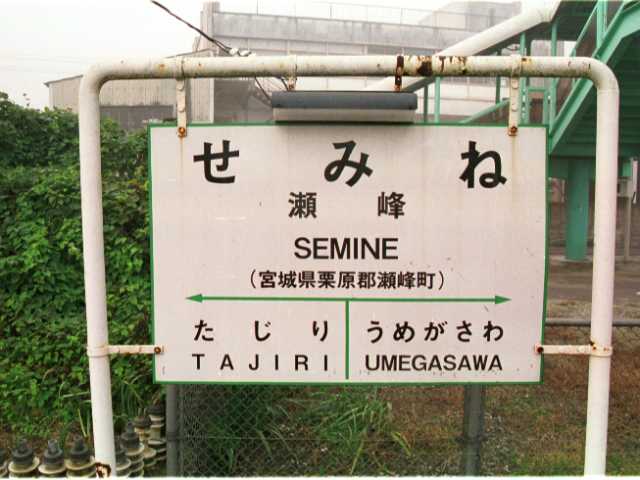 せみね
瀬峰
SEMINE
(宮城県栗原郡瀬峰町)
たじり うめがさわ
TAJIRI UMEGASAWA